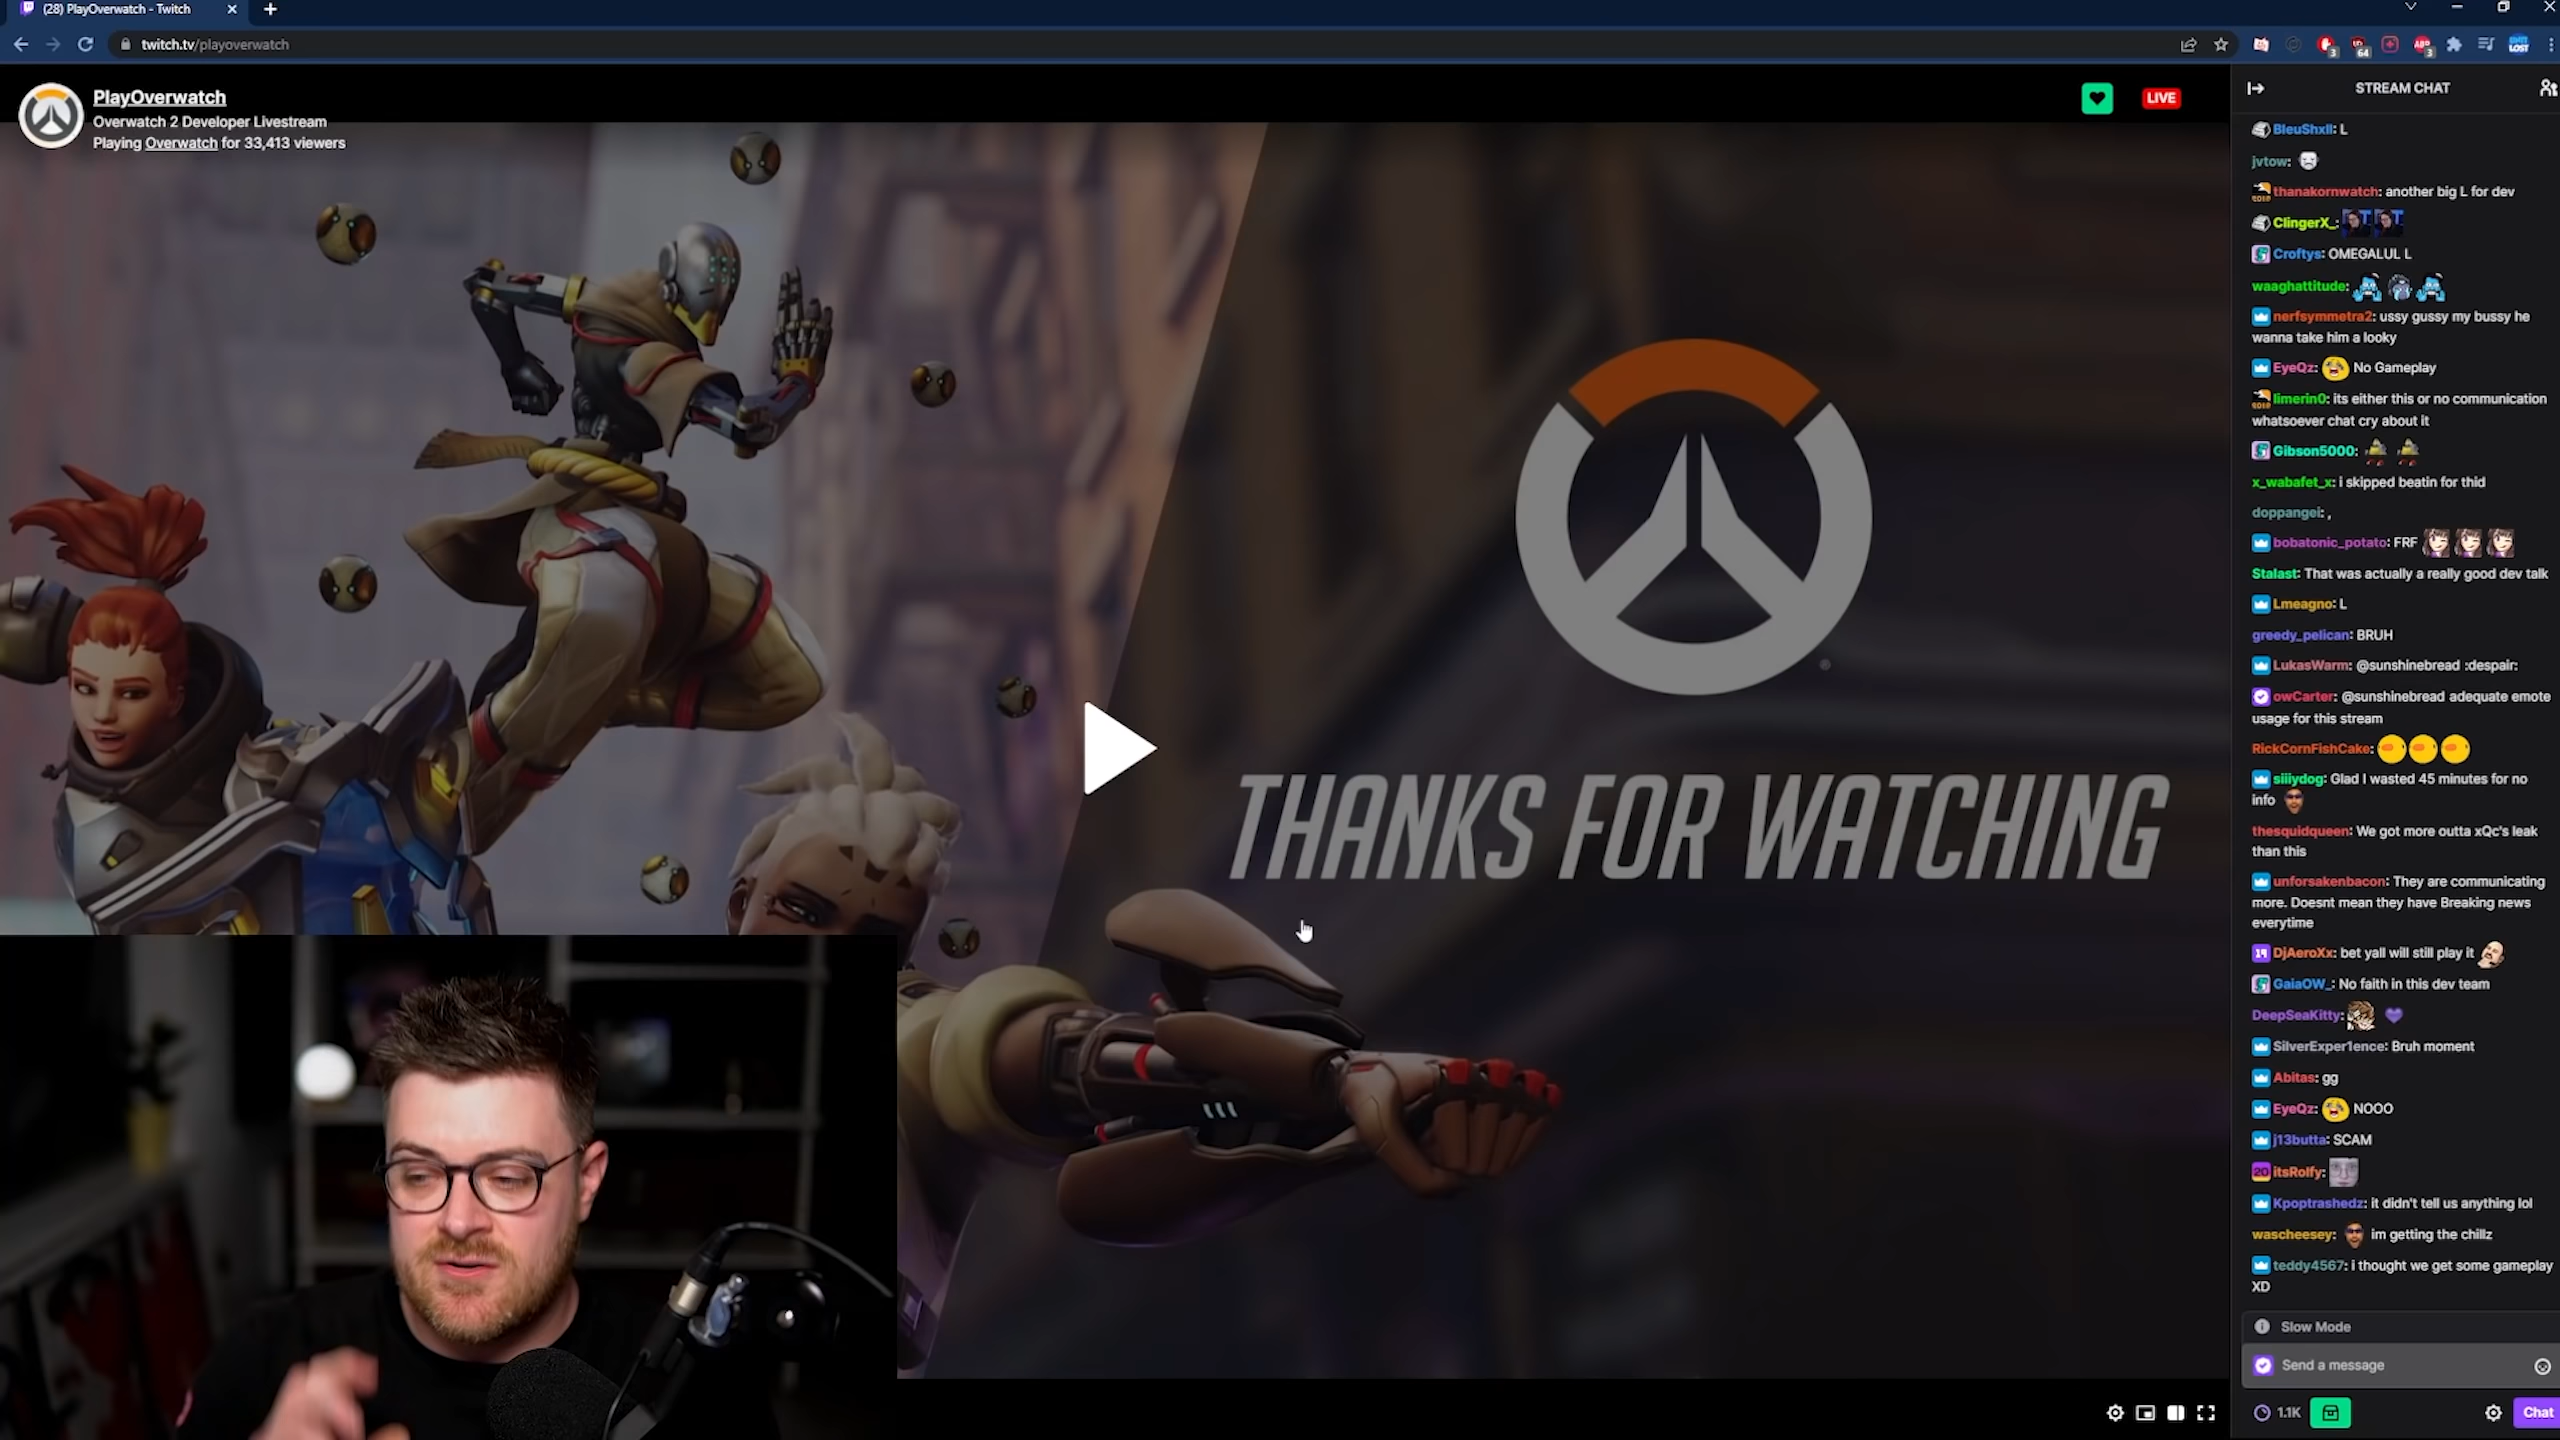 (28) PlayOverwatch - Twitch
twitch.tv/playoverwatch
PlayOverwatch
Overwatch 2 Developer Livestream
Playing Overwatch for 33,413 viewers
LIVE
THANKS FOR WATCHING
STREAM CHAT
BleuShxll: L
jvtow:
thanakornwatch: another big L for dev
ClingerX_:
Croftys: OMEGALUL L
waaghattitude:
nerfsymmetra2: ussy gussy my bussy he
wanna take him a looky
EyeQz: No Gameplay
limerin0: its either this or no communication
whatsoever chat cry about it
Gibson5000:
x_wabafet_x: i skipped beatin for thid
doppangei: ,
bobatonic_potato: FRF
Stalast: That was actually a really good dev talk
Lmeagno: L
greedy_pelican: BRUH
LukasWarm: @sunshinebread :despair:
owCarter: @sunshinebread adequate emote
usage for this stream
RickCornFishCake:
siiiydog: Glad I wasted 45 minutes for no
info
thesquidqueen: We got more outta xQc's leak
than this
unforsakenbacon: They are communicating
more. Doesnt mean they have Breaking news
everytime
DjAeroXx: bet yall will still play it
GaiaOW_: No faith in this dev team
DeepSeaKitty:
SilverExper1ence: Bruh moment
Abitas: gg
EyeQz: NOOO
j13butta: SCAM
itsRolfy:
Kpoptrashedz: it didn't tell us anything lol
wascheesey: im getting the chillz
teddy4567: i thought we get some gameplay
XD
Slow Mode
Send a message
1.1K
Chat